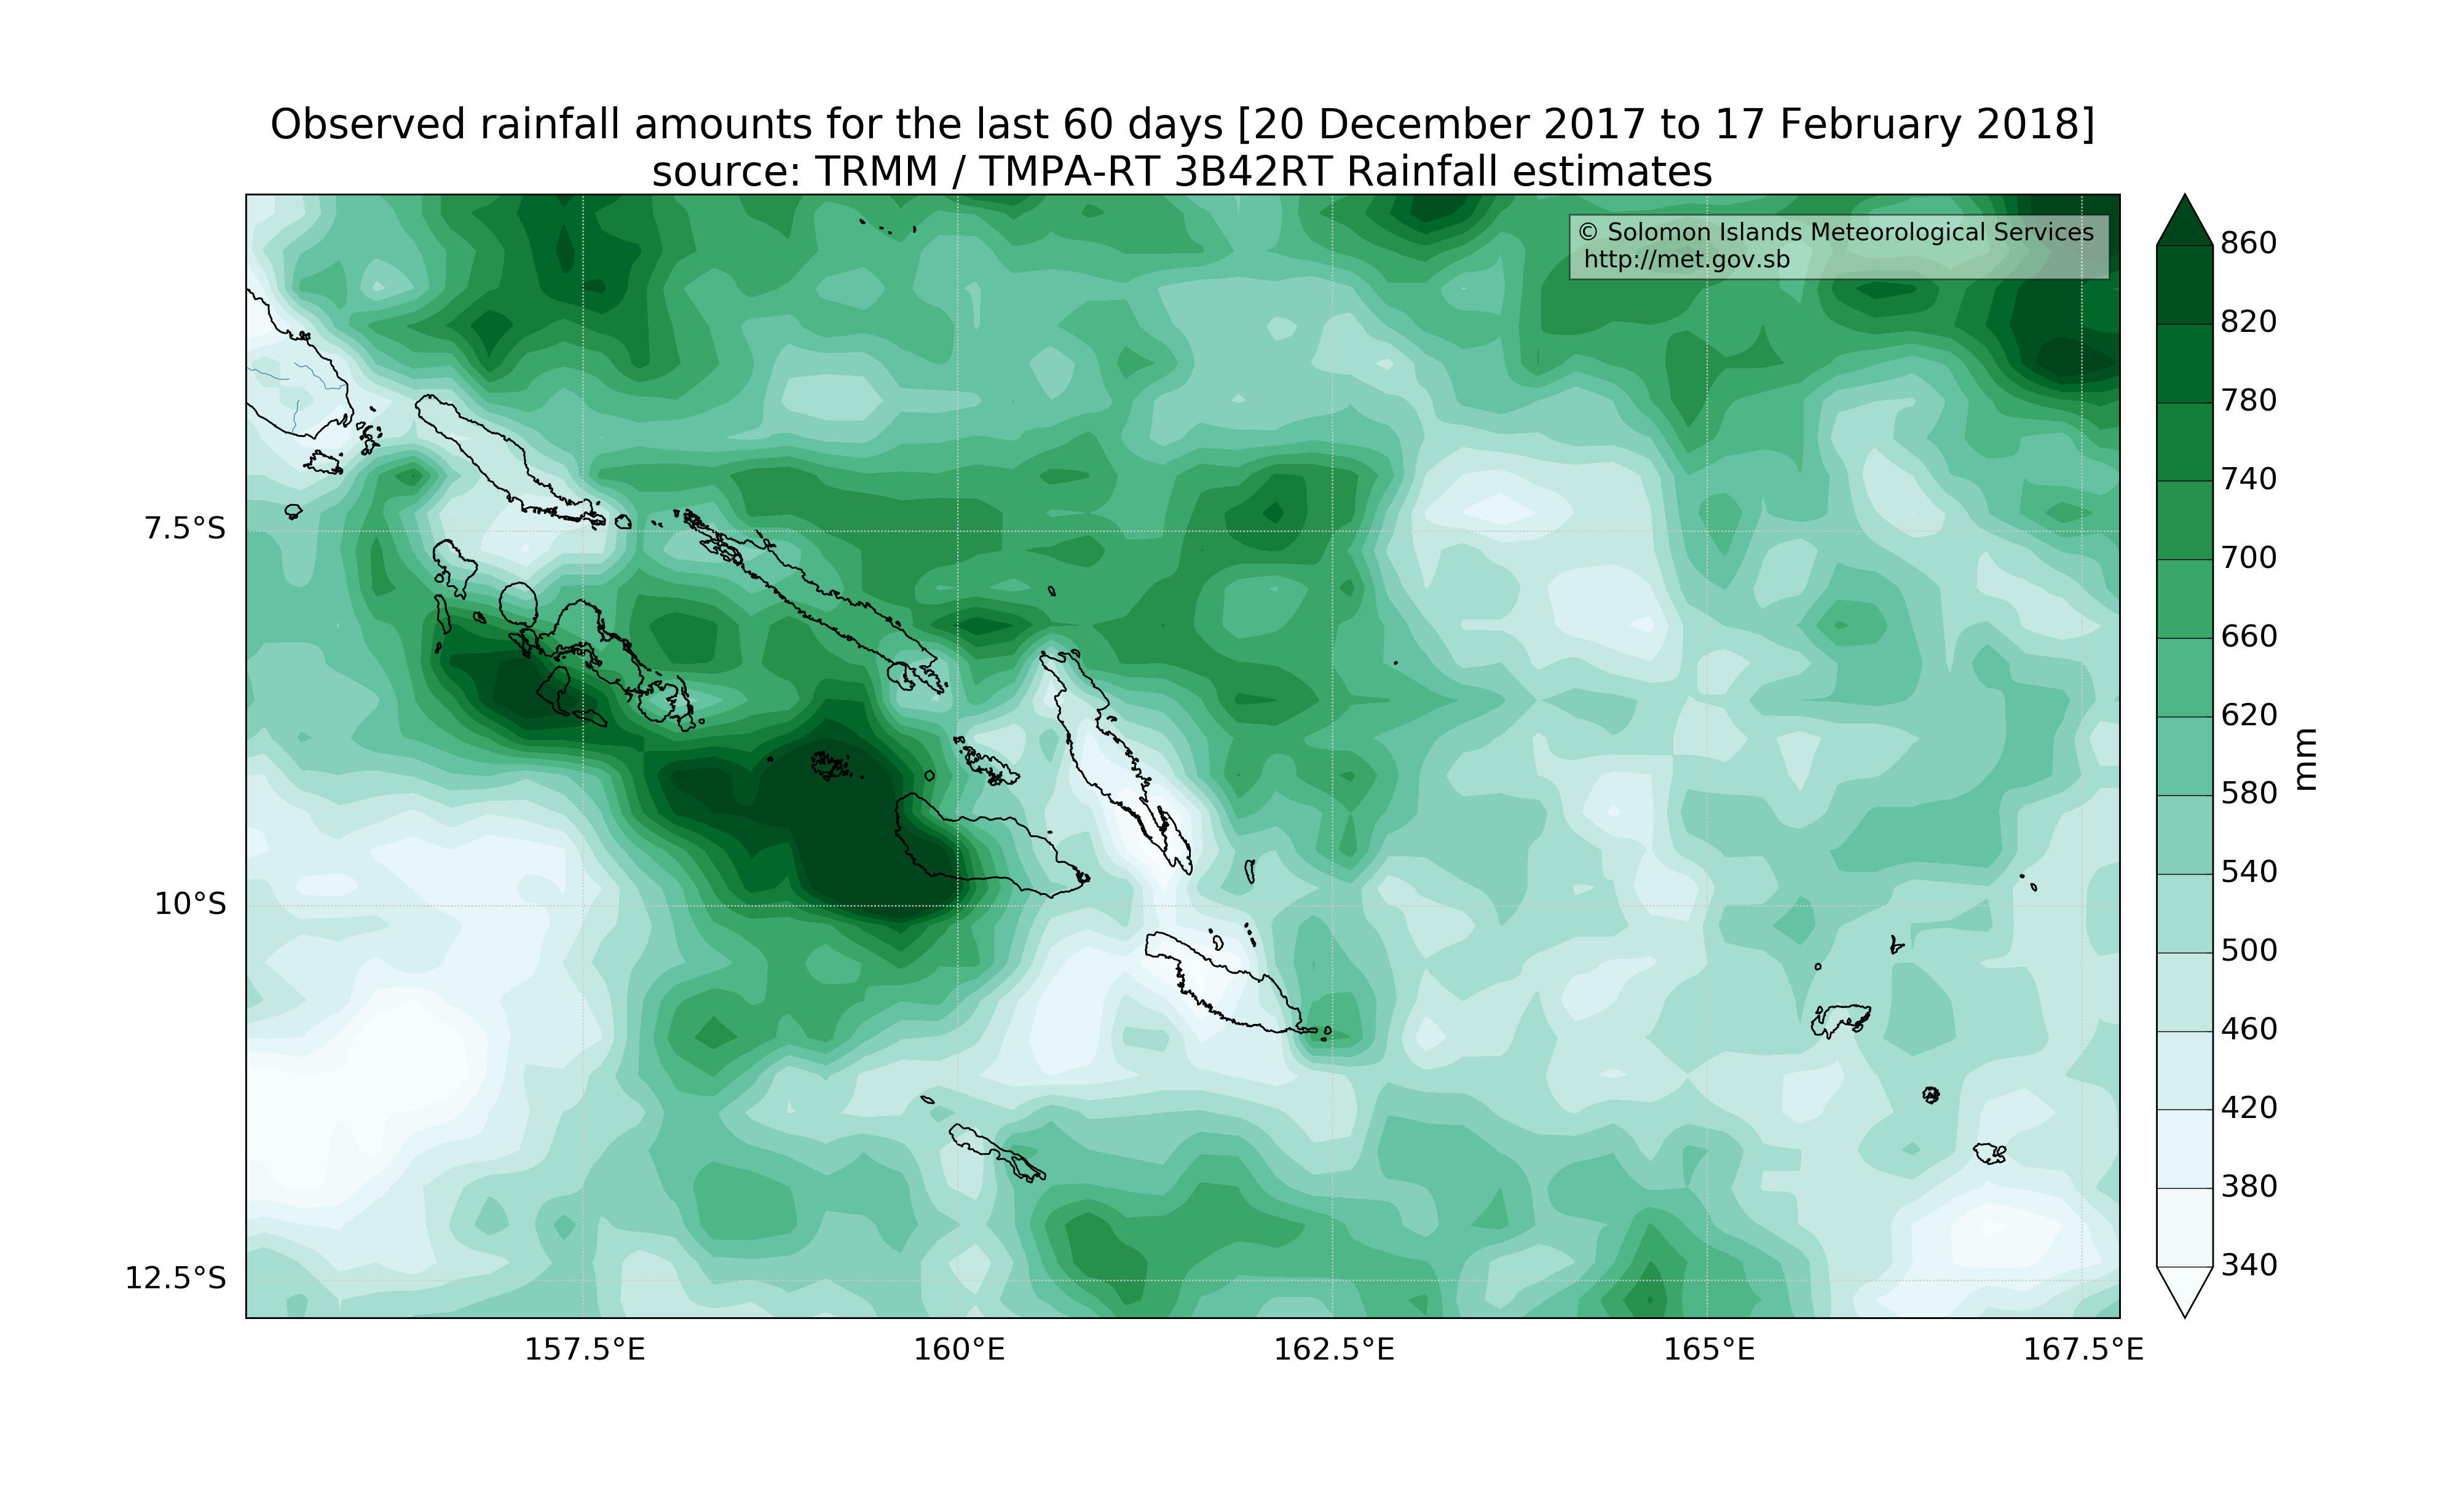 Observed rainfall amounts for the last 60 days [20 December 2017 to 17 February 2018]
source: TRMM / TMPA-RT 3B42RT Rainfall estimates
© Solomon Islands Meteorological Services
http://met.gov.sb
860
820
780
740
700
660
620
580
540
500
460
420
380
340
mm
7.5°S
10°S
12.5°S
157.5°E
160°E
162.5°E
165°E
167.5°E